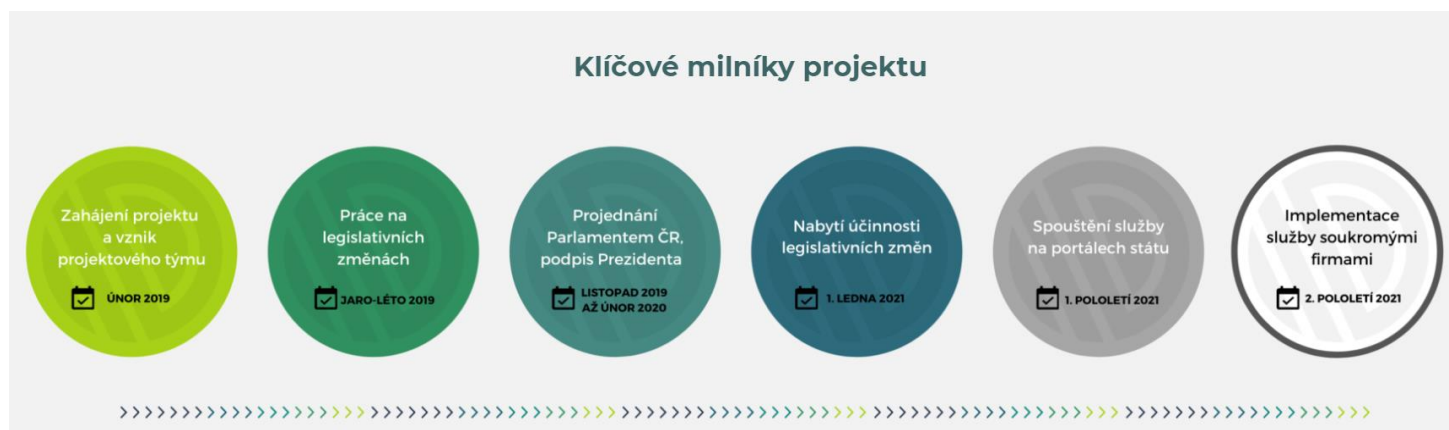 Klíčové milníky projektu
Zahájení projektu
a vznik
projektového týmu
ÚNOR 2019
Práce na
legislativních
změnách
JARO-LÉTO 2019
Projednání
Parlamentem ČR,
podpis Prezidenta
LISTOPAD 2019
AŽ ÚNOR 2020
Nabytí účinnosti
legislativních změn
1. LEDNA 2021
Spouštění služby
na portálech státu
1. POLOLETÍ 2021
Implementace
služby soukromými
firmami
2. POLOLETÍ 2021